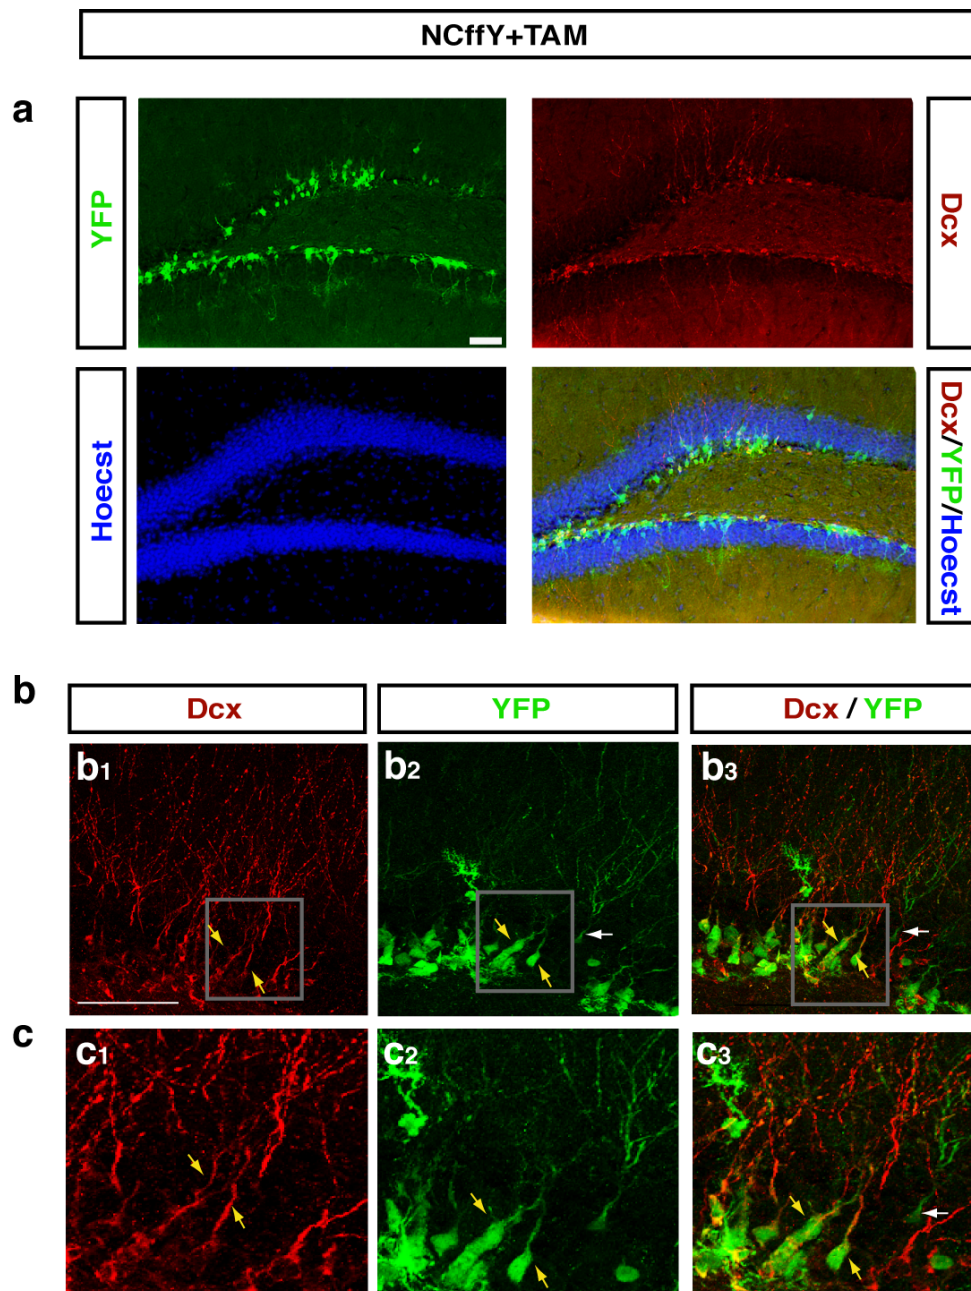 NCffY+TAM
a
YFP
Dcx
Hoecst
Dcx/YFP/Hoecst
b
Dcx
YFP
Dcx / YFP
b1
b2
b3
c
c1
c2
c3